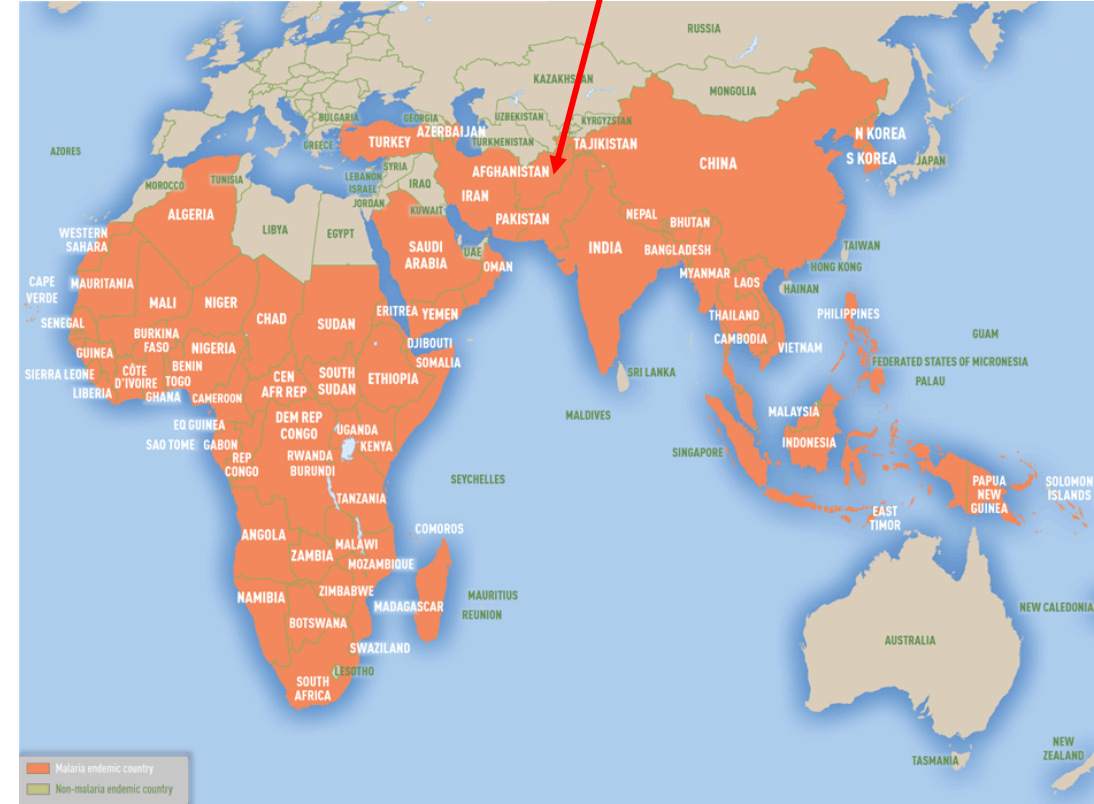 RUSSIA
KAZAKHSTAN
MONGOLIA
BULGARIA
GEORGIA
UZBEKISTAN
KYRGYZSTAN
AZERBAIJAN
N KOREA
GREECE
TURKEY
TURKMENISTAN
TAJIKISTAN
AZORES
S KOREA
JAPAN
CHINA
SYRIA
AFGHANISTAN
LEBANON
ISRAEL
IRAQ
MOROCCO
TUNISIA
IRAN
JORDAN
KUWAIT
ALGERIA
PAKISTAN
NEPAL
BHUTAN
WESTERN
SAHARA
LIBYA
EGYPT
SAUDI
ARABIA
UAE
OMAN
INDIA
BANGLADESH
TAIWAN
HONG KONG
CAPE
VERDE
MAURITANIA
MYANMAR
LAOS
HAINAN
MALI
NIGER
CHAD
SUDAN
ERITREA
YEMEN
THAILAND
PHILIPPINES
SENEGAL
BURKINA
FASO
NIGERIA
DJIBOUTI
CAMBODIA
VIETNAM
GUAM
GUINEA
SOMALIA
FEDERATED STATES OF MICRONESIA
SIERRA LEONE
CÔTE
D'IVOIRE
BENIN
TOGO
CEN
AFR REP
SOUTH
SUDAN
ETHIOPIA
SRI LANKA
PALAU
LIBERIA
GHANA
CAMEROON
MALDIVES
MALAYSIA
EQ GUINEA
DEM REP
CONGO
UGANDA
SAO TOME
GABON
KENYA
INDONESIA
REP
CONGO
RWANDA
BURUNDI
SINGAPORE
SEYCHELLES
PAPUA
NEW
GUINEA
SOLOMON
ISLANDS
TANZANIA
EAST
TIMOR
ANGOLA
COMOROS
MALAWI
ZAMBIA
MOZAMBIQUE
NAMIBIA
ZIMBABWE
MADAGASCAR
MAURITIUS
REUNION
NEW CALEDONIA
BOTSWANA
AUSTRALIA
SWAZILAND
LESOTHO
SOUTH
AFRICA
NEW
ZEALAND
TASMANIA
Malaria endemic country
Non-malaria endemic country